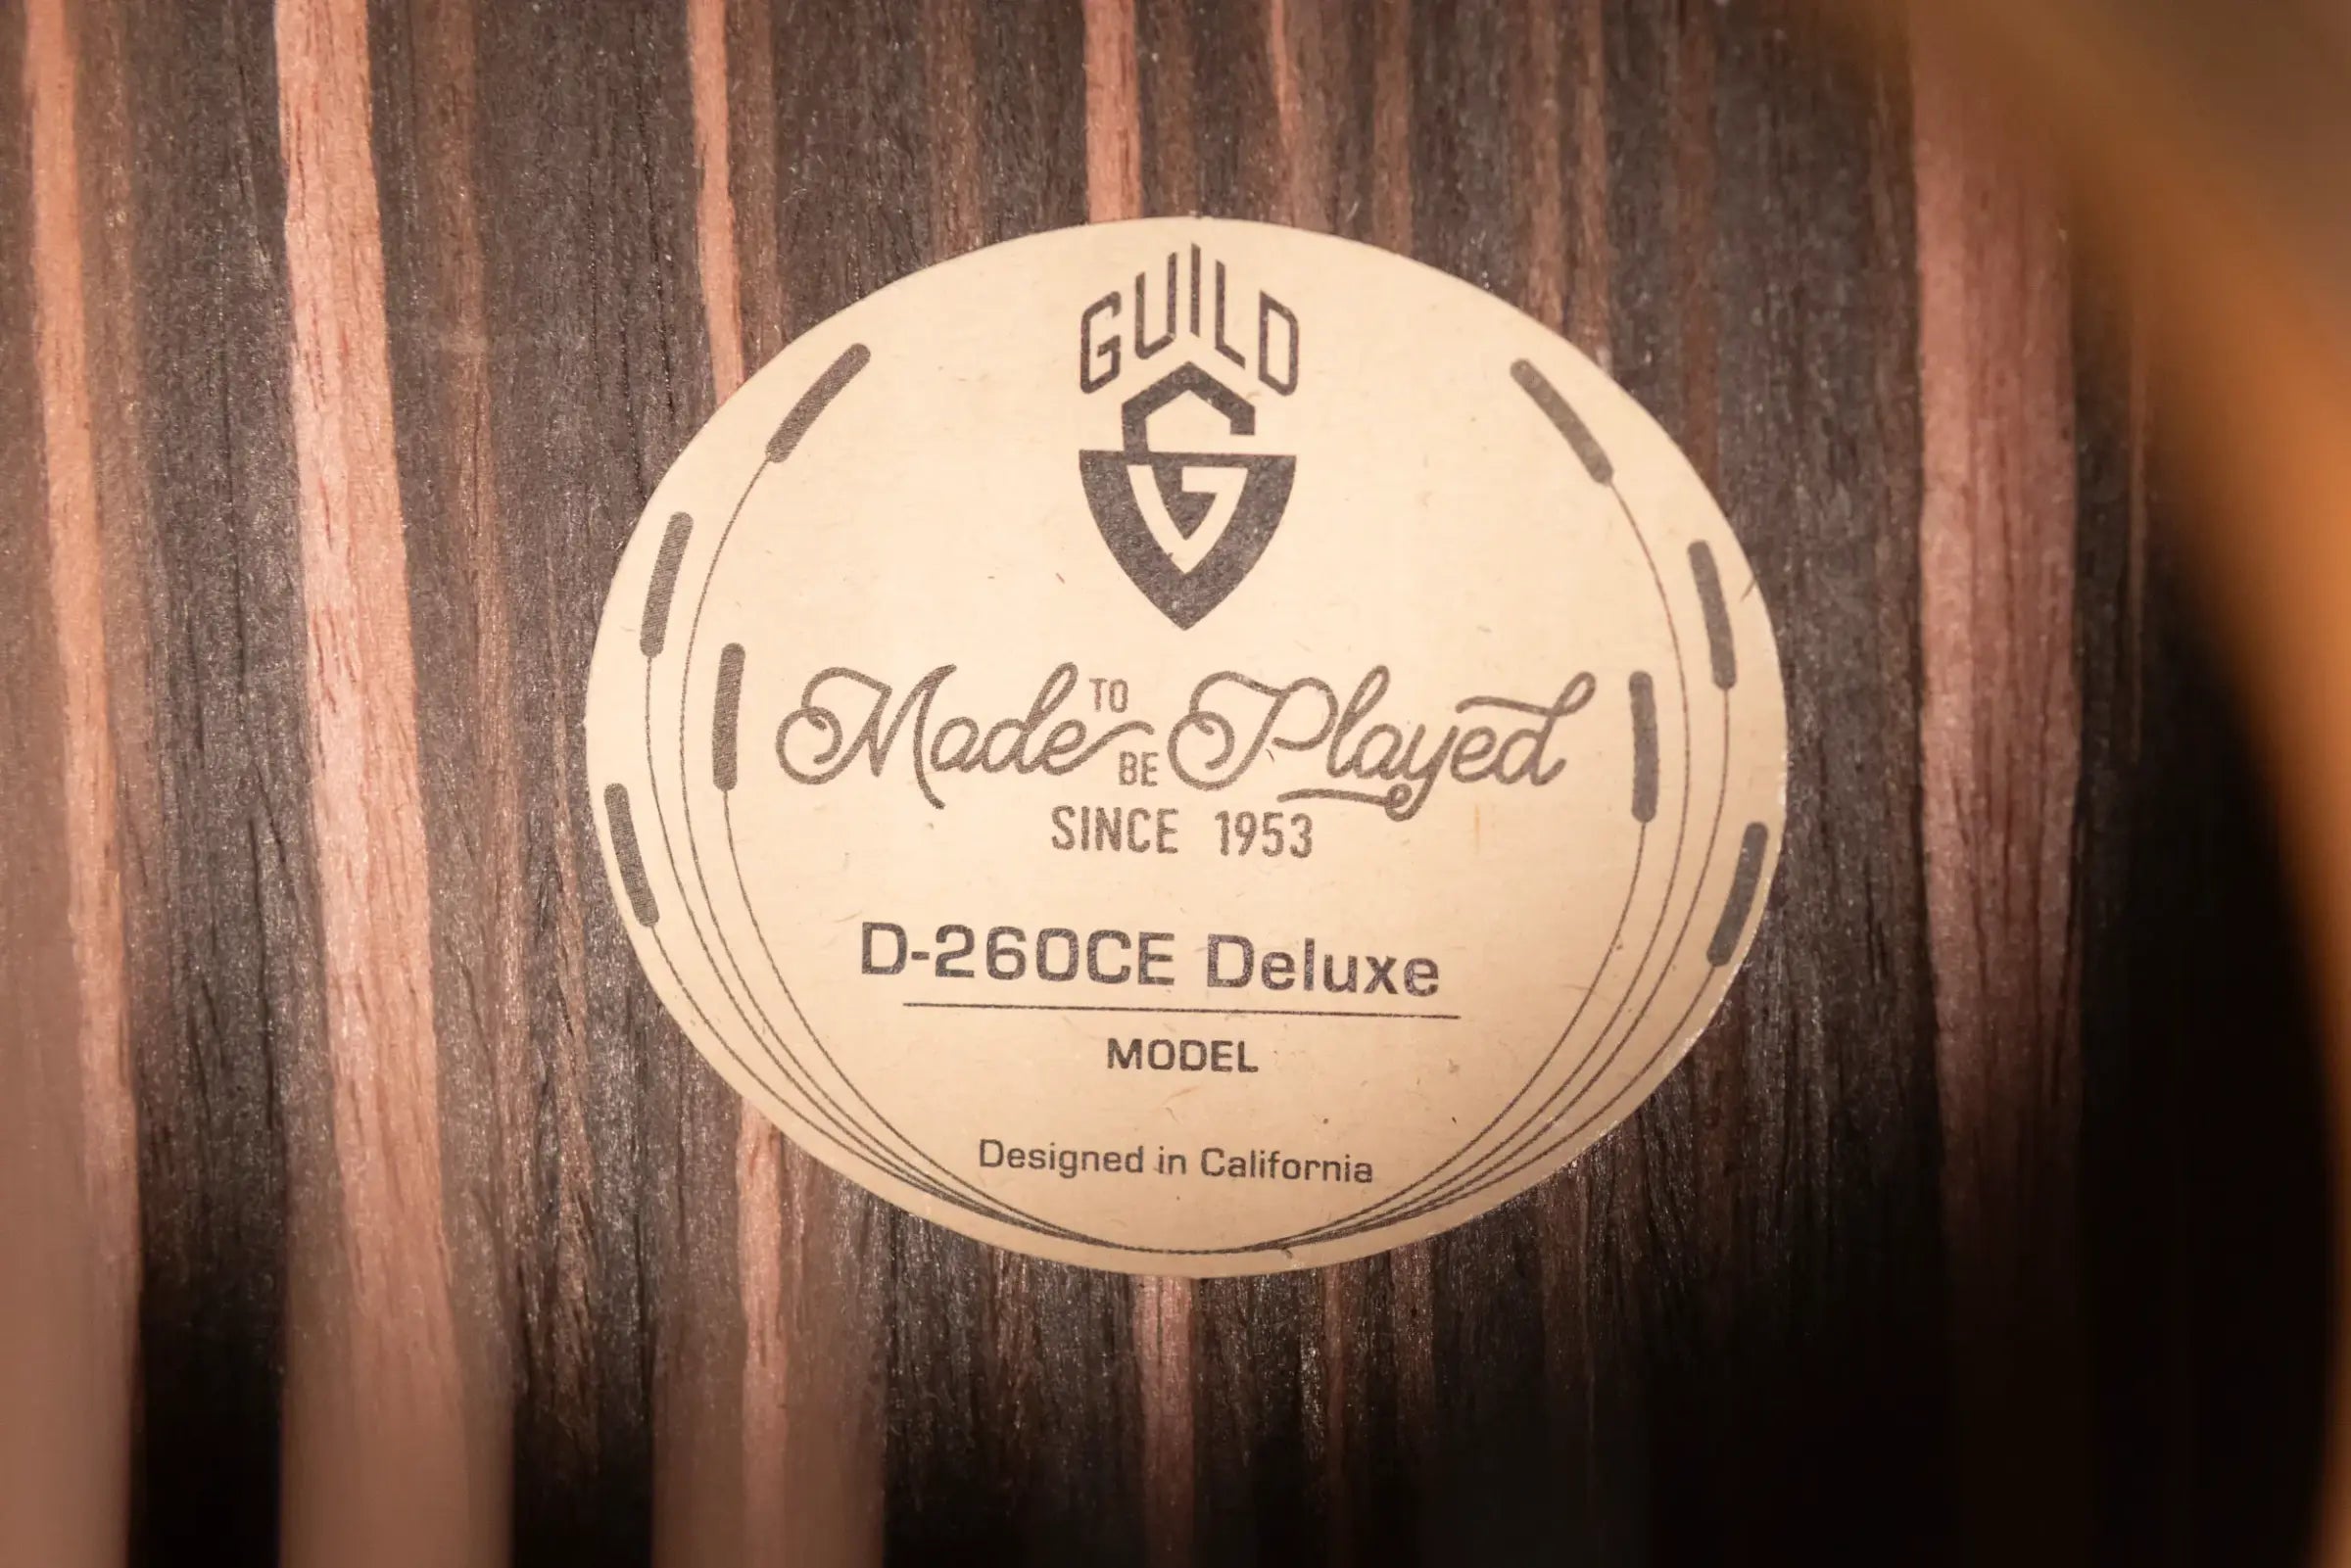 GUILD
Made TO BE Played
SINCE 1953
D-260CE Deluxe
MODEL
Designed in California